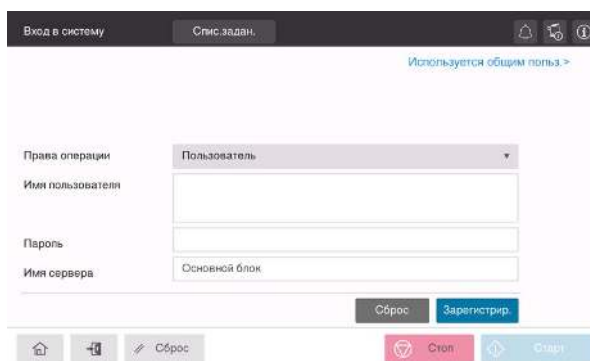 Вход в систему
Спис.задан.
Используется общим польз.>
Права операции
Пользователь
Имя пользователя
Пароль
Имя сервера
Основной блок
Сброс
Зарегистрир.
Сброс
Стоп
Старт